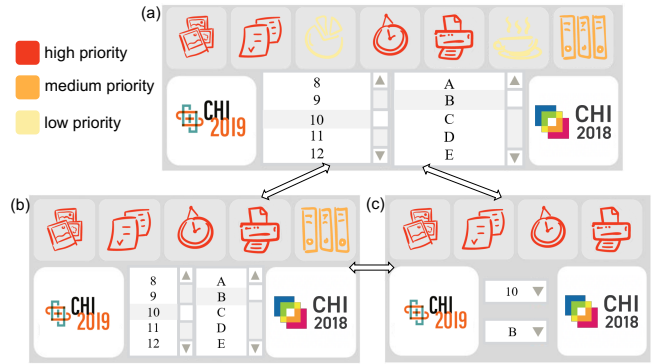 (a)
high priority
medium priority
low priority
CHI
2019
8
9
10
11
12
A
B
C
D
E
CHI
2018
(b)
CHI
2019
8
9
10
11
12
A
B
C
D
E
CHI
2018
(c)
CHI
2019
10
B
CHI
2018